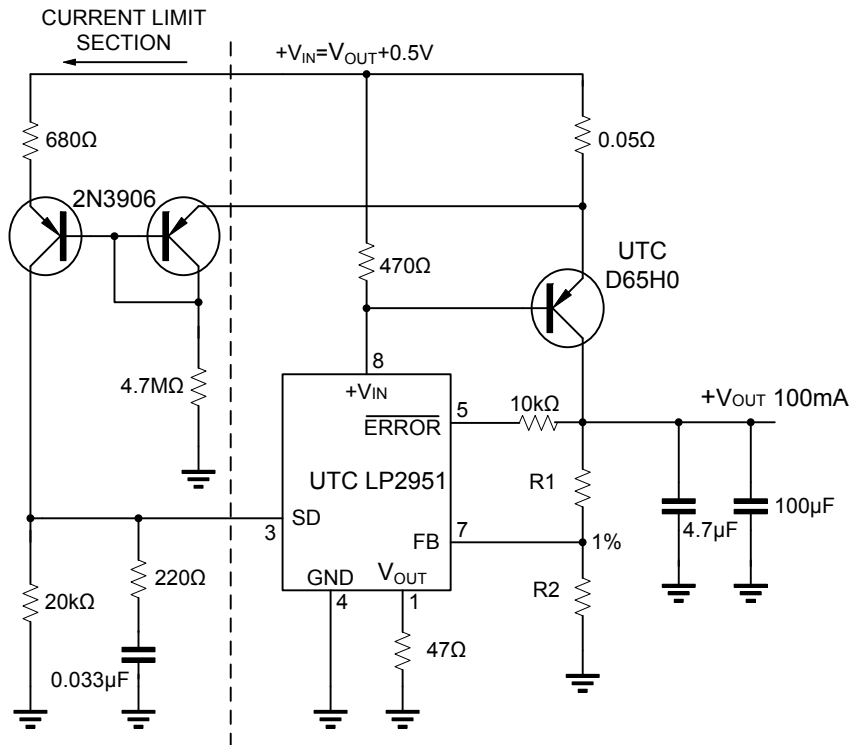 CURRENT LIMIT
SECTION
+VIN=VOUT+0.5V
680Ω
0.05Ω
2N3906
470Ω
UTC
D65H0
4.7MΩ
8
+VIN
5
10kΩ
+VOUT 100mA
ERROR
UTC LP2951
R1
SD
3
FB
7
1%
4.7µF
100µF
20kΩ
220Ω
GND
VOUT
4
1
R2
47Ω
0.033µF